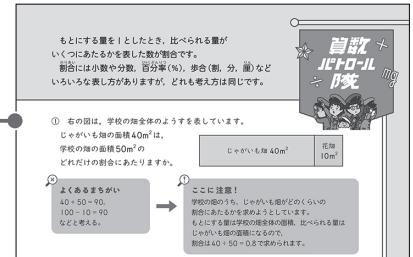 もとにする量を1としたとき，比べられる量が
いくつにあたるかを表した数が割合です。
割合には小数や分数，百分率(%)，歩合(割，分，厘)など
いろいろな表し方がありますが，どれも考え方は同じです。
算数
パトロール
隊
÷
+
mg
① 右の図は，学校の畑全体のようすを表しています。
じゃがいも畑の面積40m²は，
学校の畑の面積50m²の
どれだけの割合にあたりますか。
じゃがいも畑 40m²
花畑
10m²
よくあるまちがい
40＋50＝90，
100－10＝90
などと考える。
ここに注意！
学校の畑のうち，じゃがいも畑がどのくらいの
割合にあたるかを求めようとしています。
もとにする量は学校の畑全体の面積，比べられる量は
じゃがいも畑の面積になるので，
割合は40÷50＝0.8で求められます。